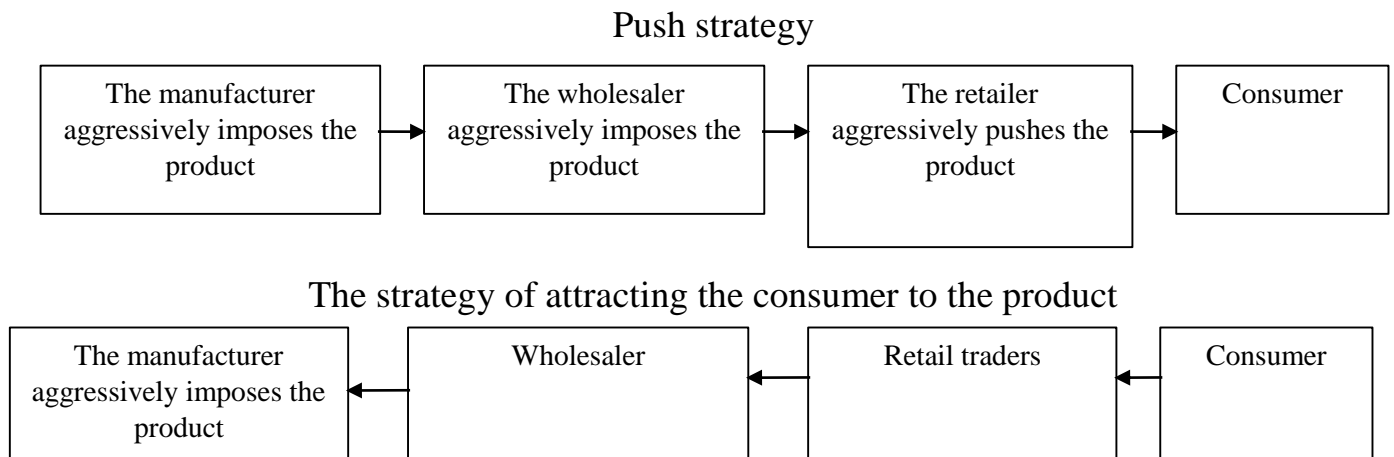 Push strategy
The manufacturer
aggressively imposes the
product
The wholesaler
aggressively imposes the
product
The retailer
aggressively pushes the
product
Consumer
The strategy of attracting the consumer to the product
The manufacturer
aggressively imposes the
product
Wholesaler
Retail traders
Consumer